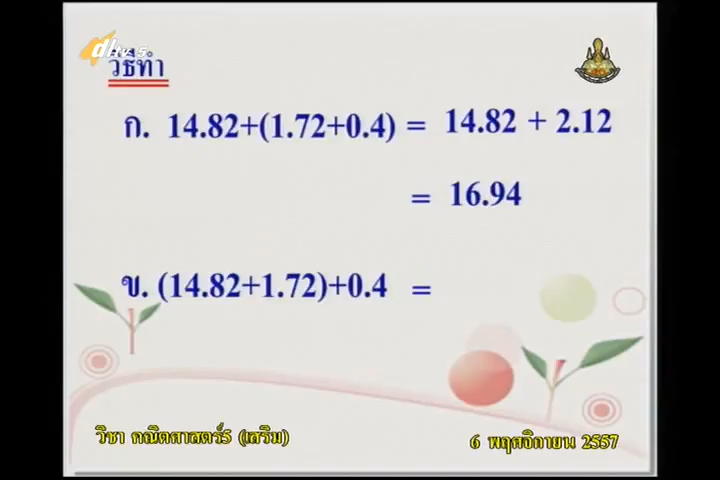 dltv 5
วิธีทำ
ก. 14.82+(1.72+0.4) = 14.82 + 2.12
= 16.94
ข. (14.82+1.72)+0.4 =
วิชา คณิตศาสตร์5 (เสริม)
6 พฤศจิกายน 2557